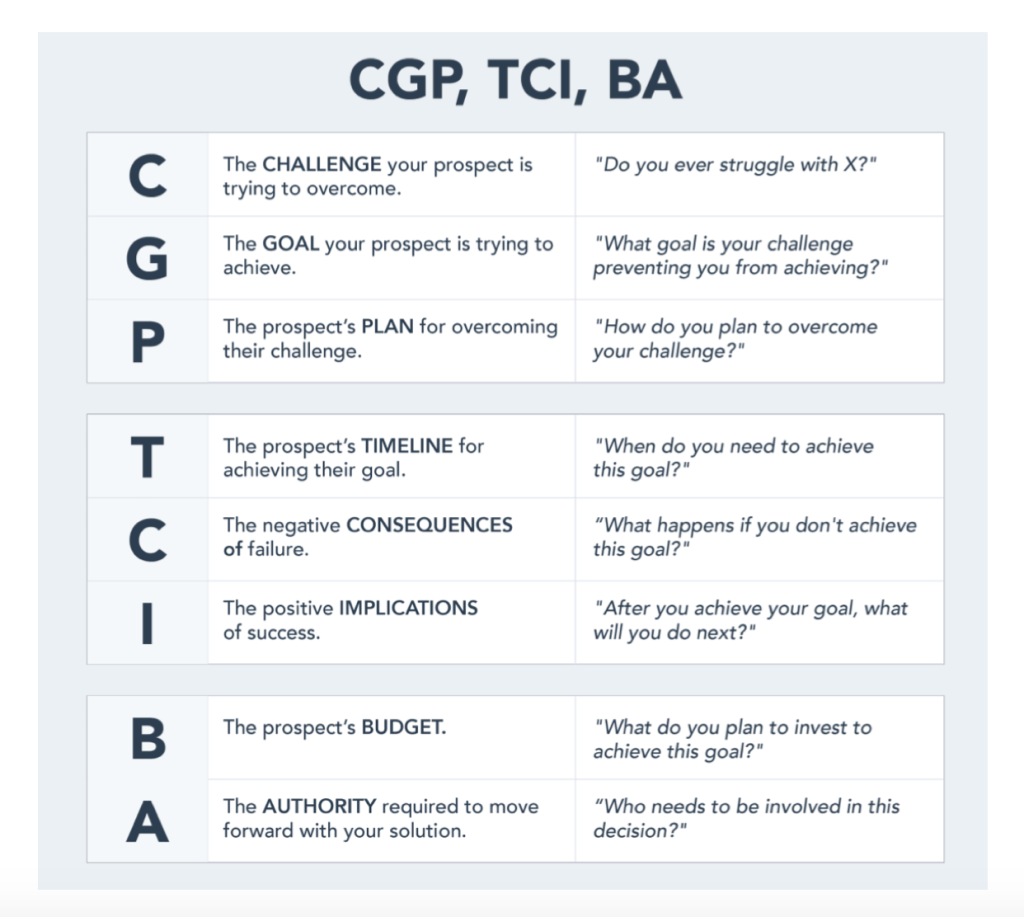 CGP, TCI, BA
C
The CHALLENGE your prospect is
trying to overcome.
"Do you ever struggle with X?"
G
The GOAL your prospect is trying to
achieve.
"What goal is your challenge
preventing you from achieving?"
P
The prospect's PLAN for overcoming
their challenge.
"How do you plan to overcome
your challenge?"
T
The prospect's TIMELINE for
achieving their goal.
"When do you need to achieve
this goal?"
C
The negative CONSEQUENCES
of failure.
“What happens if you don't achieve
this goal?"
I
The positive IMPLICATIONS
of success.
"After you achieve your goal, what
will you do next?"
B
The prospect's BUDGET.
"What do you plan to invest to
achieve this goal?"
A
The AUTHORITY required to move
forward with your solution.
“Who needs to be involved in this
decision?"